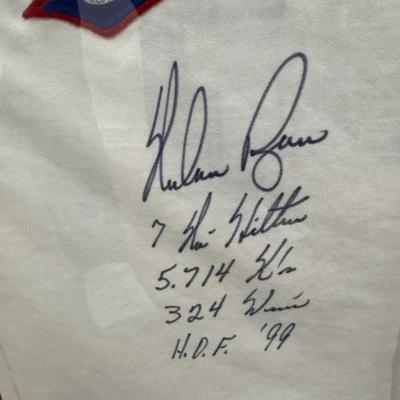 Nolan Ryan
7 No Hitters
5.714 K's
324 Wins
H.O.F. '99